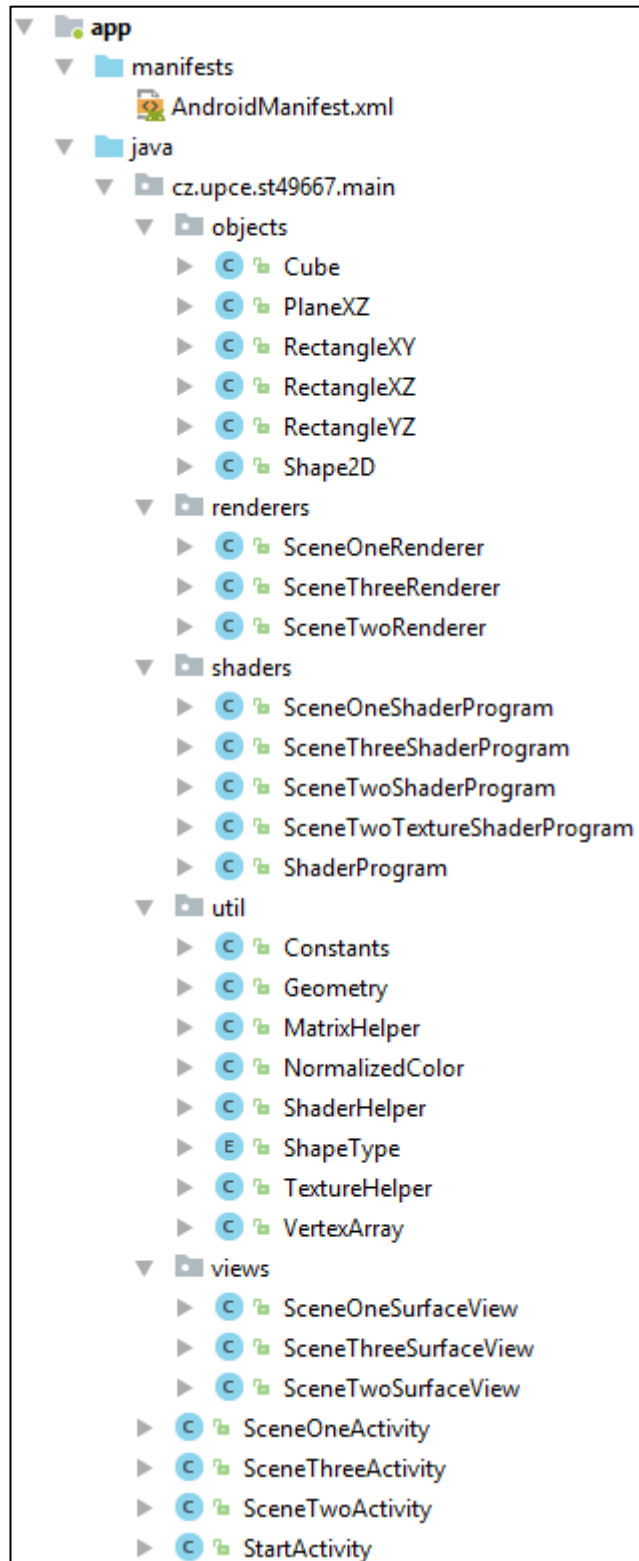 app
manifests
AndroidManifest.xml
java
cz.upce.st49667.main
objects
C Cube
C PlaneXZ
C RectangleXY
C RectangleXZ
C RectangleYZ
C Shape2D
renderers
C SceneOneRenderer
C SceneThreeRenderer
C SceneTwoRenderer
shaders
C SceneOneShaderProgram
C SceneThreeShaderProgram
C SceneTwoShaderProgram
C SceneTwoTextureShaderProgram
C ShaderProgram
util
C Constants
C Geometry
C MatrixHelper
C NormalizedColor
C ShaderHelper
E ShapeType
C TextureHelper
C VertexArray
views
C SceneOneSurfaceView
C SceneThreeSurfaceView
C SceneTwoSurfaceView
C SceneOneActivity
C SceneThreeActivity
C SceneTwoActivity
C StartActivity